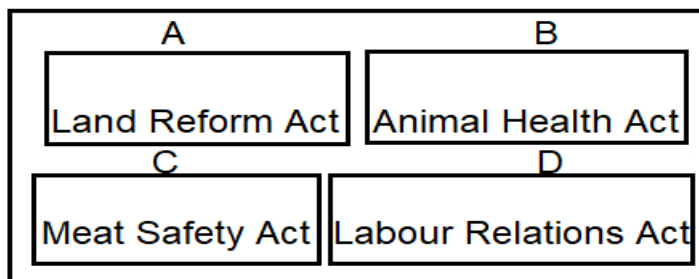 A B
Land Reform Act Animal Health Act
C D
Meat Safety Act Labour Relations Act